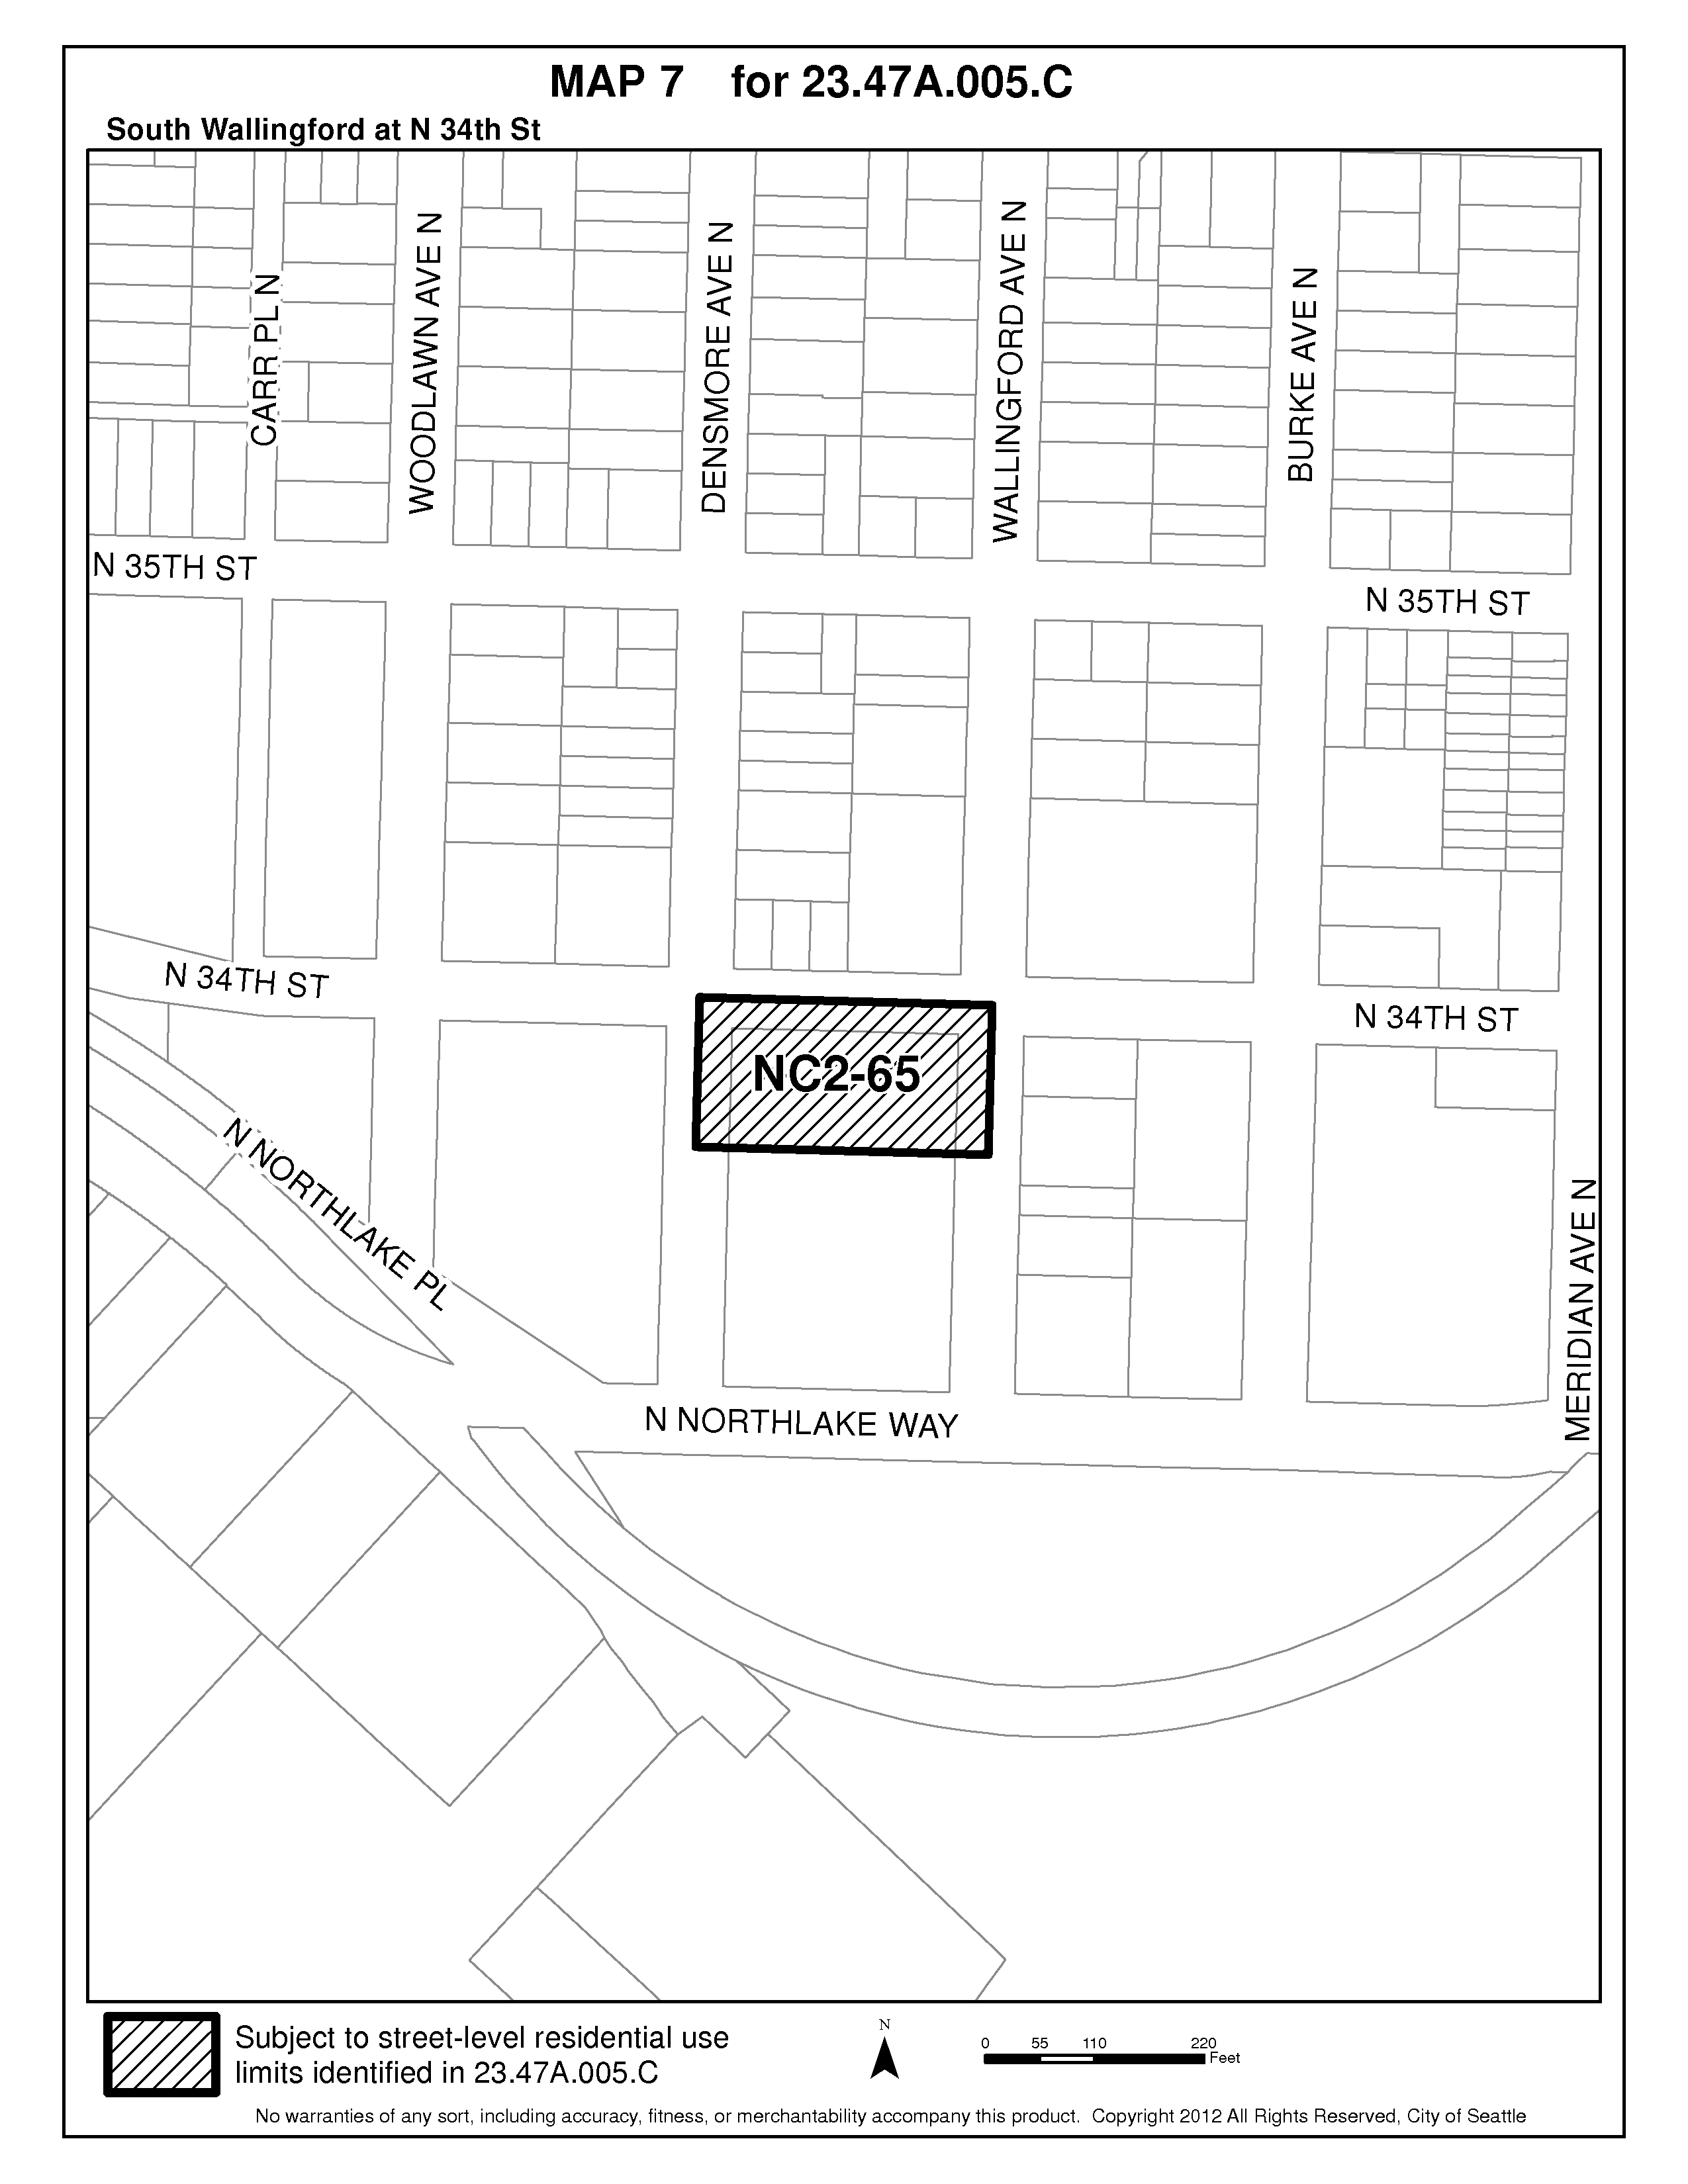 MAP 7 for 23.47A.005.C
South Wallingford at N 34th St
CARR PL N
WOODLAWN AVE N
DENSMORE AVE N
WALLINGFORD AVE N
BURKE AVE N
N 35TH ST
N 35TH ST
N 34TH ST
N 34TH ST
NC2-65
N NORTHLAKE PL
MERIDIAN AVE N
N NORTHLAKE WAY
Subject to street-level residential use
limits identified in 23.47A.005.C
N
0 55 110 220
Feet
No warranties of any sort, including accuracy, fitness, or merchantability accompany this product. Copyright 2012 All Rights Reserved, City of Seattle